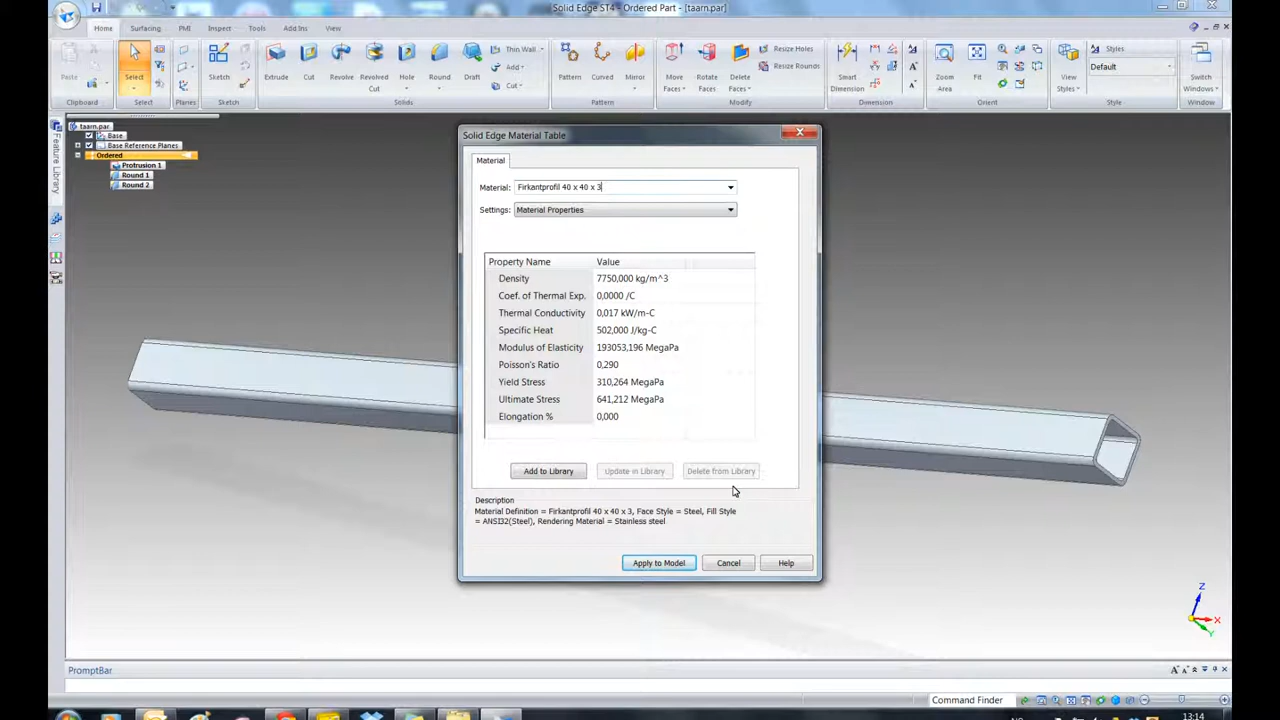 Solid Edge ST4 - Ordered Part - [taarn.par]
Home Surfacing PMI Inspect Tools Add Ins View
Paste
Clipboard
Select
Select
Planes
Sketch
Sketch
Extrude
Cut
Revolve
Revolved Cut
Hole
Round
Draft
Thin Wall
Add
Cut
Solids
Pattern
Curved
Mirror
Pattern
Move Faces
Rotate Faces
Delete Faces
Resize Holes
Resize Rounds
Modify
Smart Dimension
Dimension
Zoom Area
Fit
Orient
View Styles
Styles
Default
Style
Switch Windows
Window
Feature Library
taarn.par
Base
Base Reference Planes
Ordered
Protrusion 1
Round 1
Round 2
Solid Edge Material Table
Material
Material: Firkantprofil 40 x 40 x 3
Settings: Material Properties
Property Name Value
Density 7750,000 kg/m^3
Coef. of Thermal Exp. 0,0000 /C
Thermal Conductivity 0,017 kW/m-C
Specific Heat 502,000 J/kg-C
Modulus of Elasticity 193053,196 MegaPa
Poisson's Ratio 0,290
Yield Stress 310,264 MegaPa
Ultimate Stress 641,212 MegaPa
Elongation % 0,000
Add to Library Update in Library Delete from Library
Description
Material Definition = Firkantprofil 40 x 40 x 3, Face Style = Steel, Fill Style
= ANSI32(Steel), Rendering Material = Stainless steel
Apply to Model Cancel Help
Z
X
Y
PromptBar
Command Finder
NO
13:14